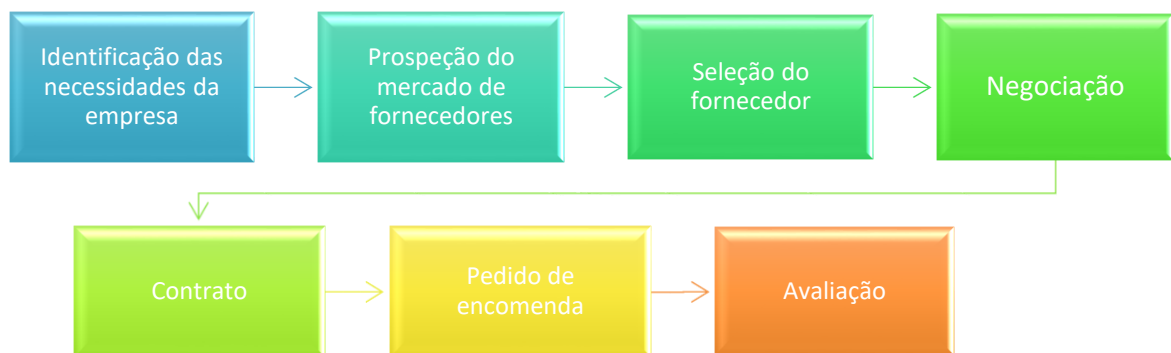 Identificação das
necessidades da
empresa
Prospeção do
mercado de
fornecedores
Seleção do
fornecedor
Negociação
Contrato
Pedido de
encomenda
Avaliação